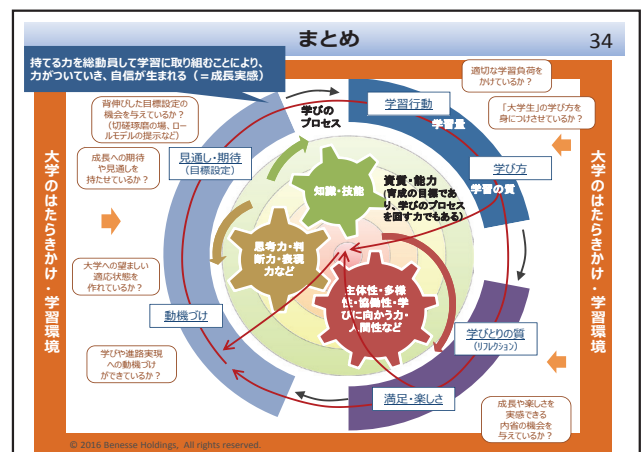 まとめ
34
持てる力を総動員して学習に取り組むことにより、
力がついていき、自信が生まれる（＝成長実感）
適切な学習負荷を
かけているか？
背伸びした目標設定の
機会を与えているか？
（切磋琢磨の場、ロー
ルモデルの提示など）
学びの
プロセス
学習行動
学習量
「大学生」の学び方を
身につけさせているか？
成長への期待
や見通しを
持たせているか？
見通し・期待
（目標設定）
学び方
学習の質
知識・技能
資質・能力
（育成の目標であ
り、学びのプロセス
を回す力でもある）
大学のはたらきかけ・学習環境
大学のはたらきかけ・学習環境
思考力・判
断力・表現
力など
大学への望ましい
適応状態を
作れているか？
主体性・多様
性・協働性・学
びに向かう力・
人間性など
動機づけ
学びとりの質
（リフレクション）
学びや進路実現
への動機づけ
ができているか？
満足・楽しさ
成長や楽しさを
実感できる
内省の機会を
与えているか？
© 2016 Benesse Holdings, All rights reserved.